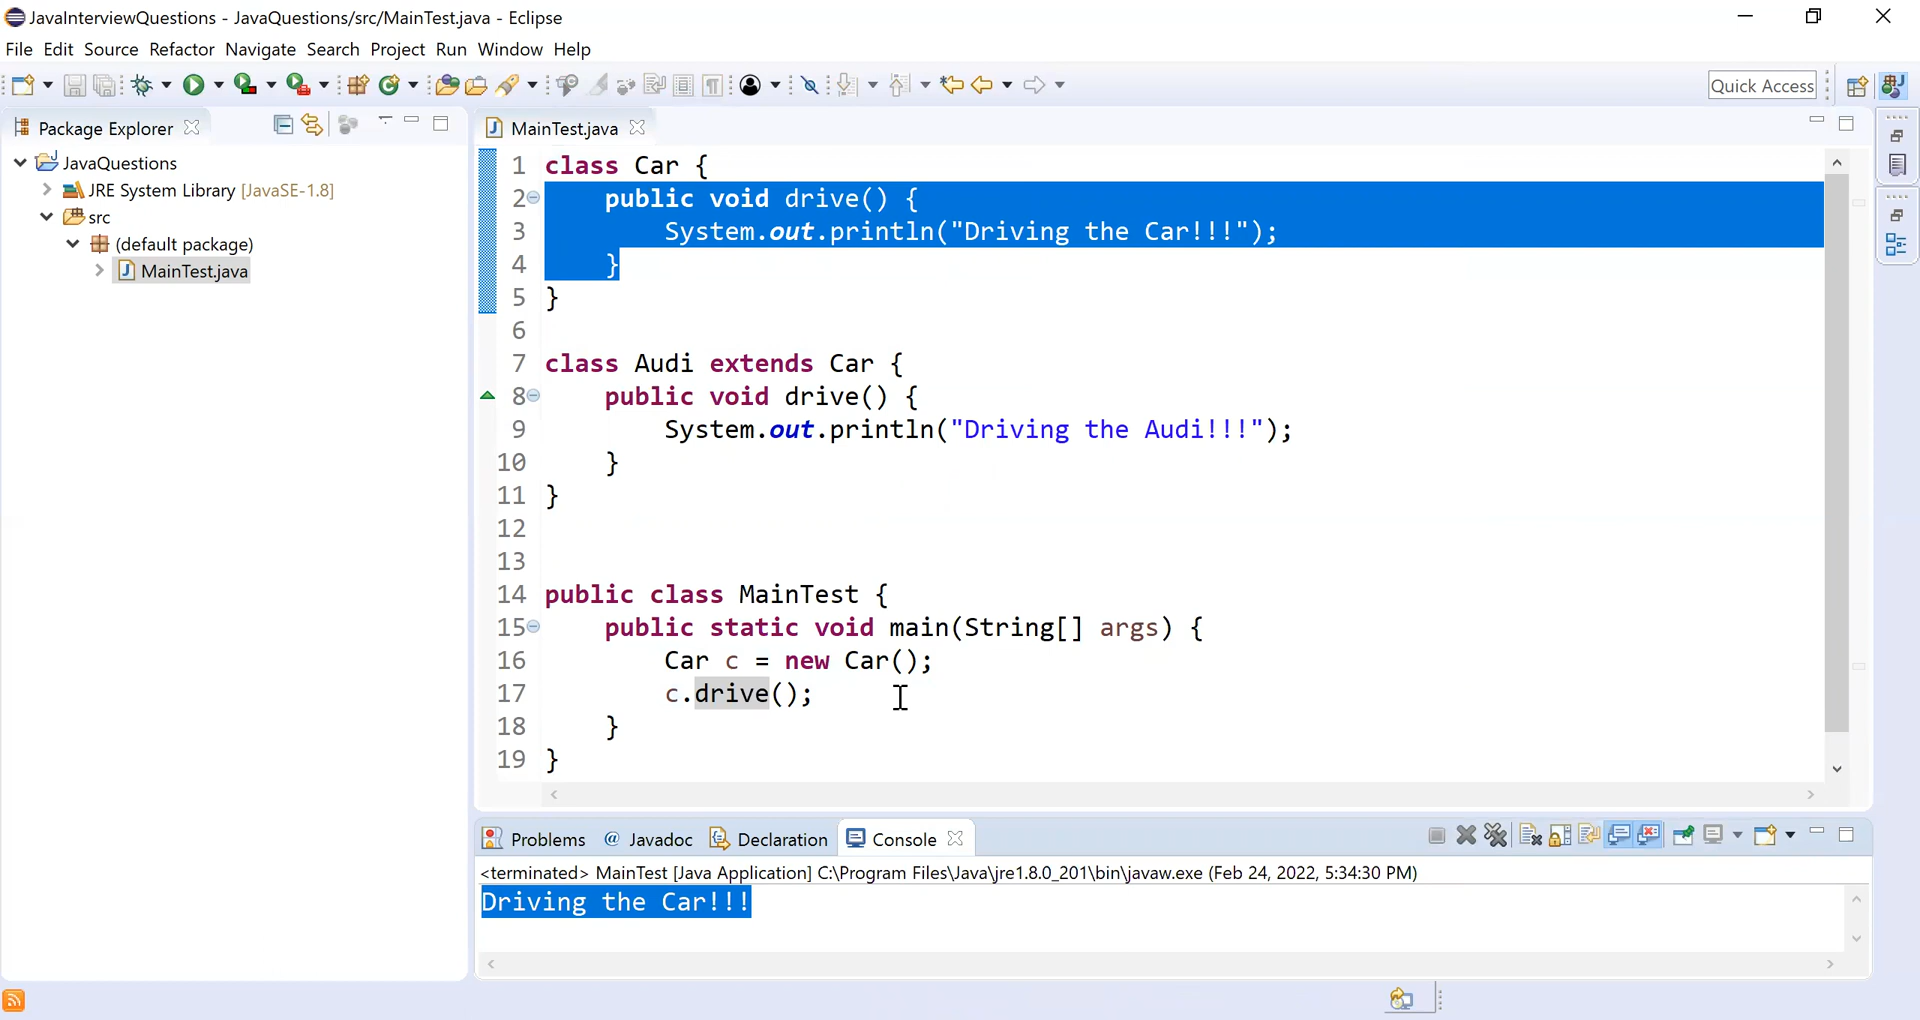 JavaInterviewQuestions - JavaQuestions/src/MainTest.java - Eclipse
File Edit Source Refactor Navigate Search Project Run Window Help
Quick Access
Package Explorer
JavaQuestions
JRE System Library [JavaSE-1.8]
src
(default package)
MainTest.java
MainTest.java
1 class Car {
2 public void drive() {
3 System.out.println("Driving the Car!!!");
4 }
5 }
6
7 class Audi extends Car {
8 public void drive() {
9 System.out.println("Driving the Audi!!!");
10 }
11 }
12
13
14 public class MainTest {
15 public static void main(String[] args) {
16 Car c = new Car();
17 c.drive();
18 }
19 }
Problems @ Javadoc Declaration Console
<terminated> MainTest [Java Application] C:\Program Files\Java\jre1.8.0_201\bin\javaw.exe (Feb 24, 2022, 5:34:30 PM)
Driving the Car!!!